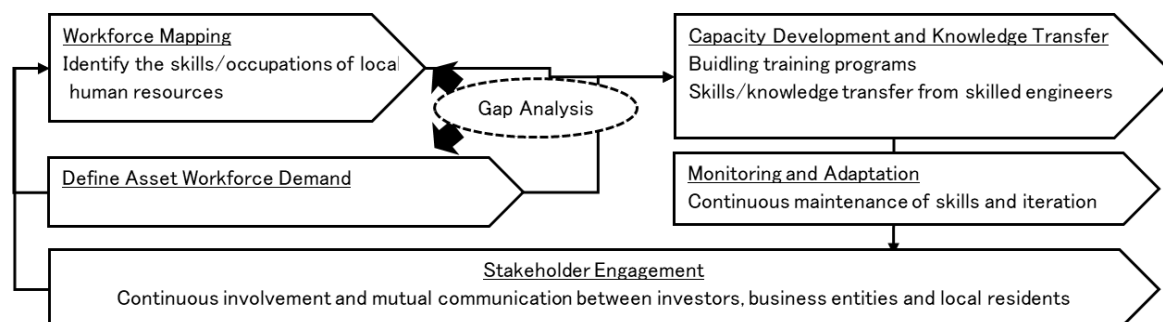 Workforce Mapping
Identify the skills/occupations of local
human resources
Gap Analysis
Define Asset Workforce Demand
Capacity Development and Knowledge Transfer
Buidling training programs
Skills/knowledge transfer from skilled engineers
Monitoring and Adaptation
Continuous maintenance of skills and iteration
Stakeholder Engagement
Continuous involvement and mutual communication between investors, business entities and local residents